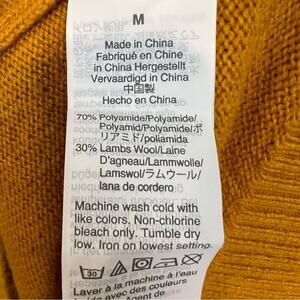 M
Made in China
Fabriqué en Chine
in China Hergestellt
Vervaardigd in China
中国製
Hecho en China
70% Polyamide/Polyamide/
Polyamid/Polyamide/ポ
リアミド/poliamida
30% Lambs Wool/Laine
D'agneau/Lammwolle/
Lamswol/ラムウール/
lana de cordero
Machine wash cold with
like colors. Non-chlorine
bleach only. Tumble dry
low. Iron on lowest setting.
30
Laver à la machine à l'eau
avec des couleurs
Agent de